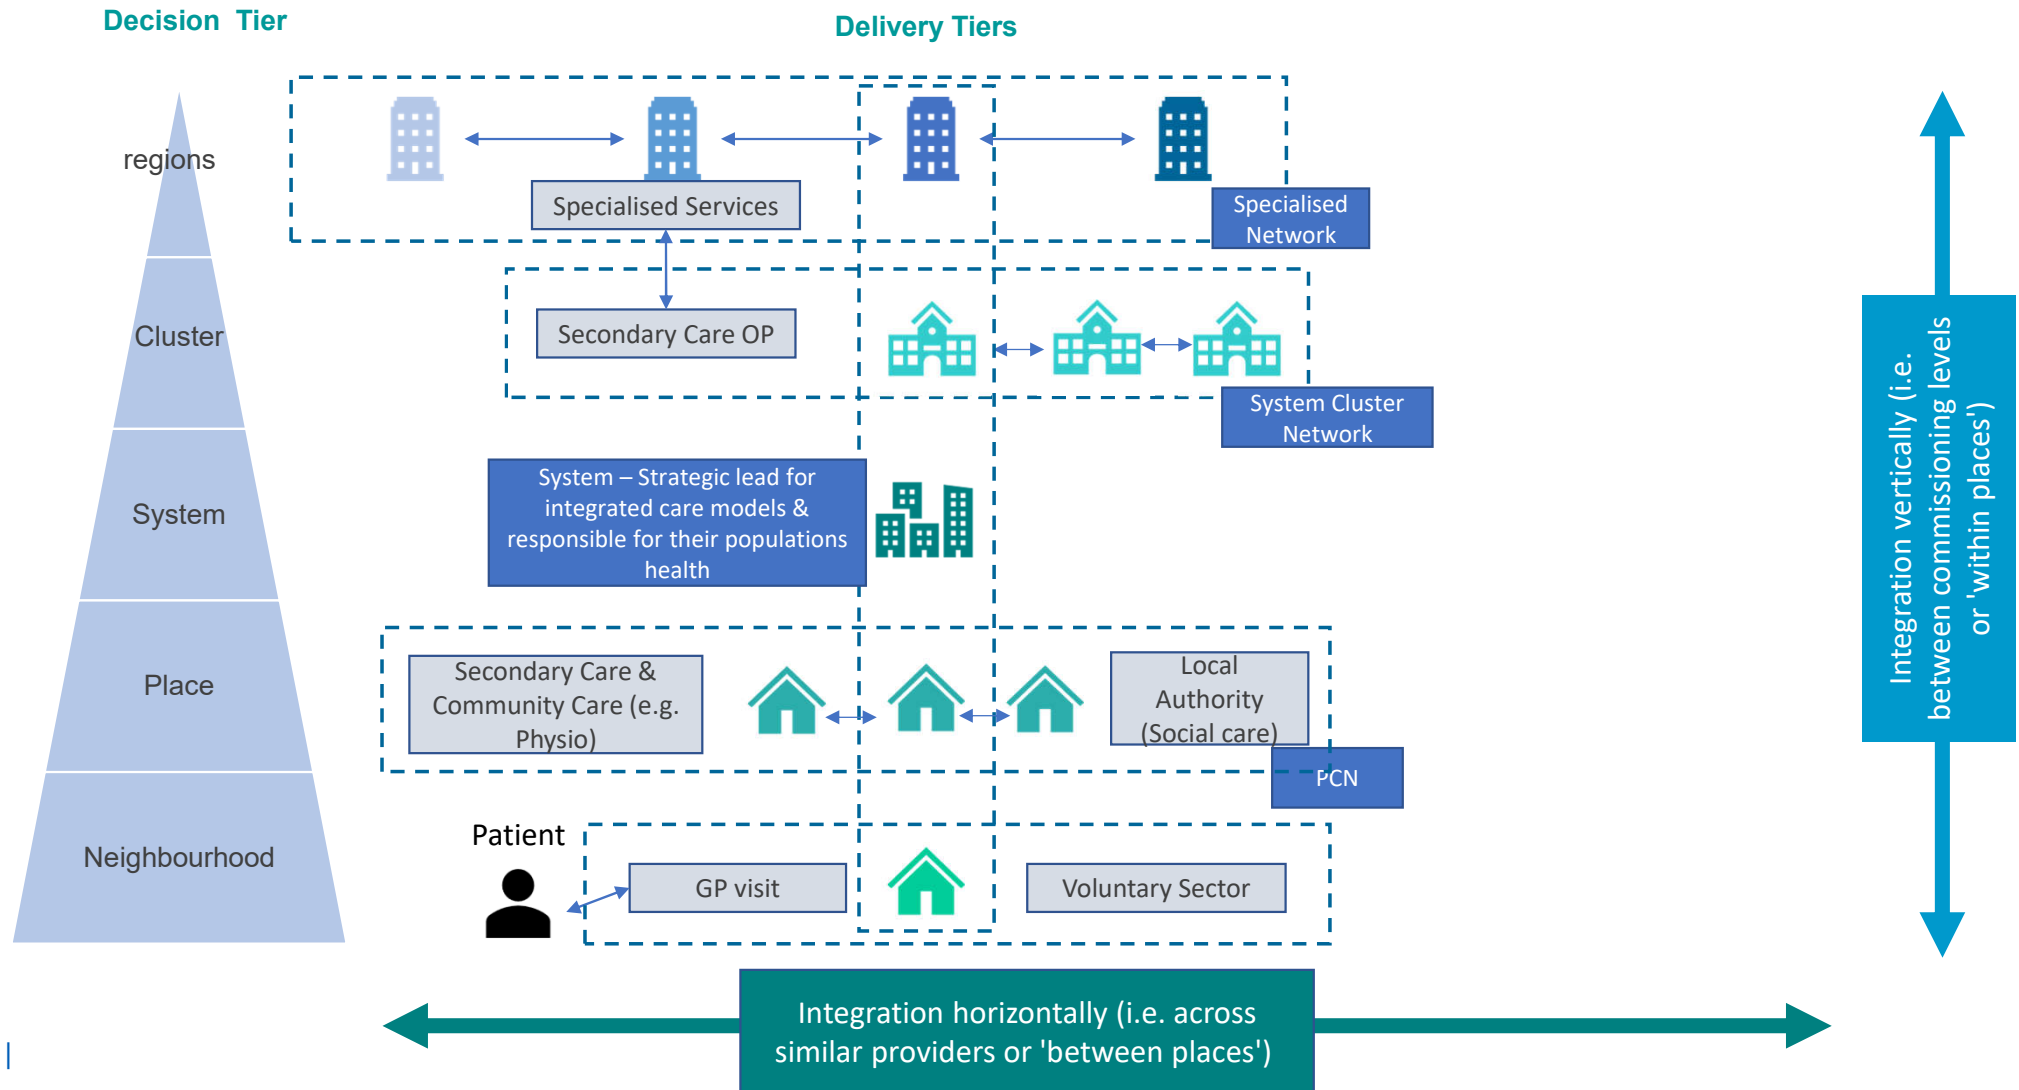 Decision Tier
Delivery Tiers
regions
Specialised Services
Specialised
Network
Cluster
Secondary Care OP
System Cluster
Network
System
System – Strategic lead for
integrated care models &
responsible for their populations
health
Place
Secondary Care &
Community Care (e.g.
Physio)
Local
Authority
(Social care)
PCN
Neighbourhood
Patient
GP visit
Voluntary Sector
Integration vertically (i.e.
between commissioning levels
or 'within places')
Integration horizontally (i.e. across
similar providers or 'between places')
|